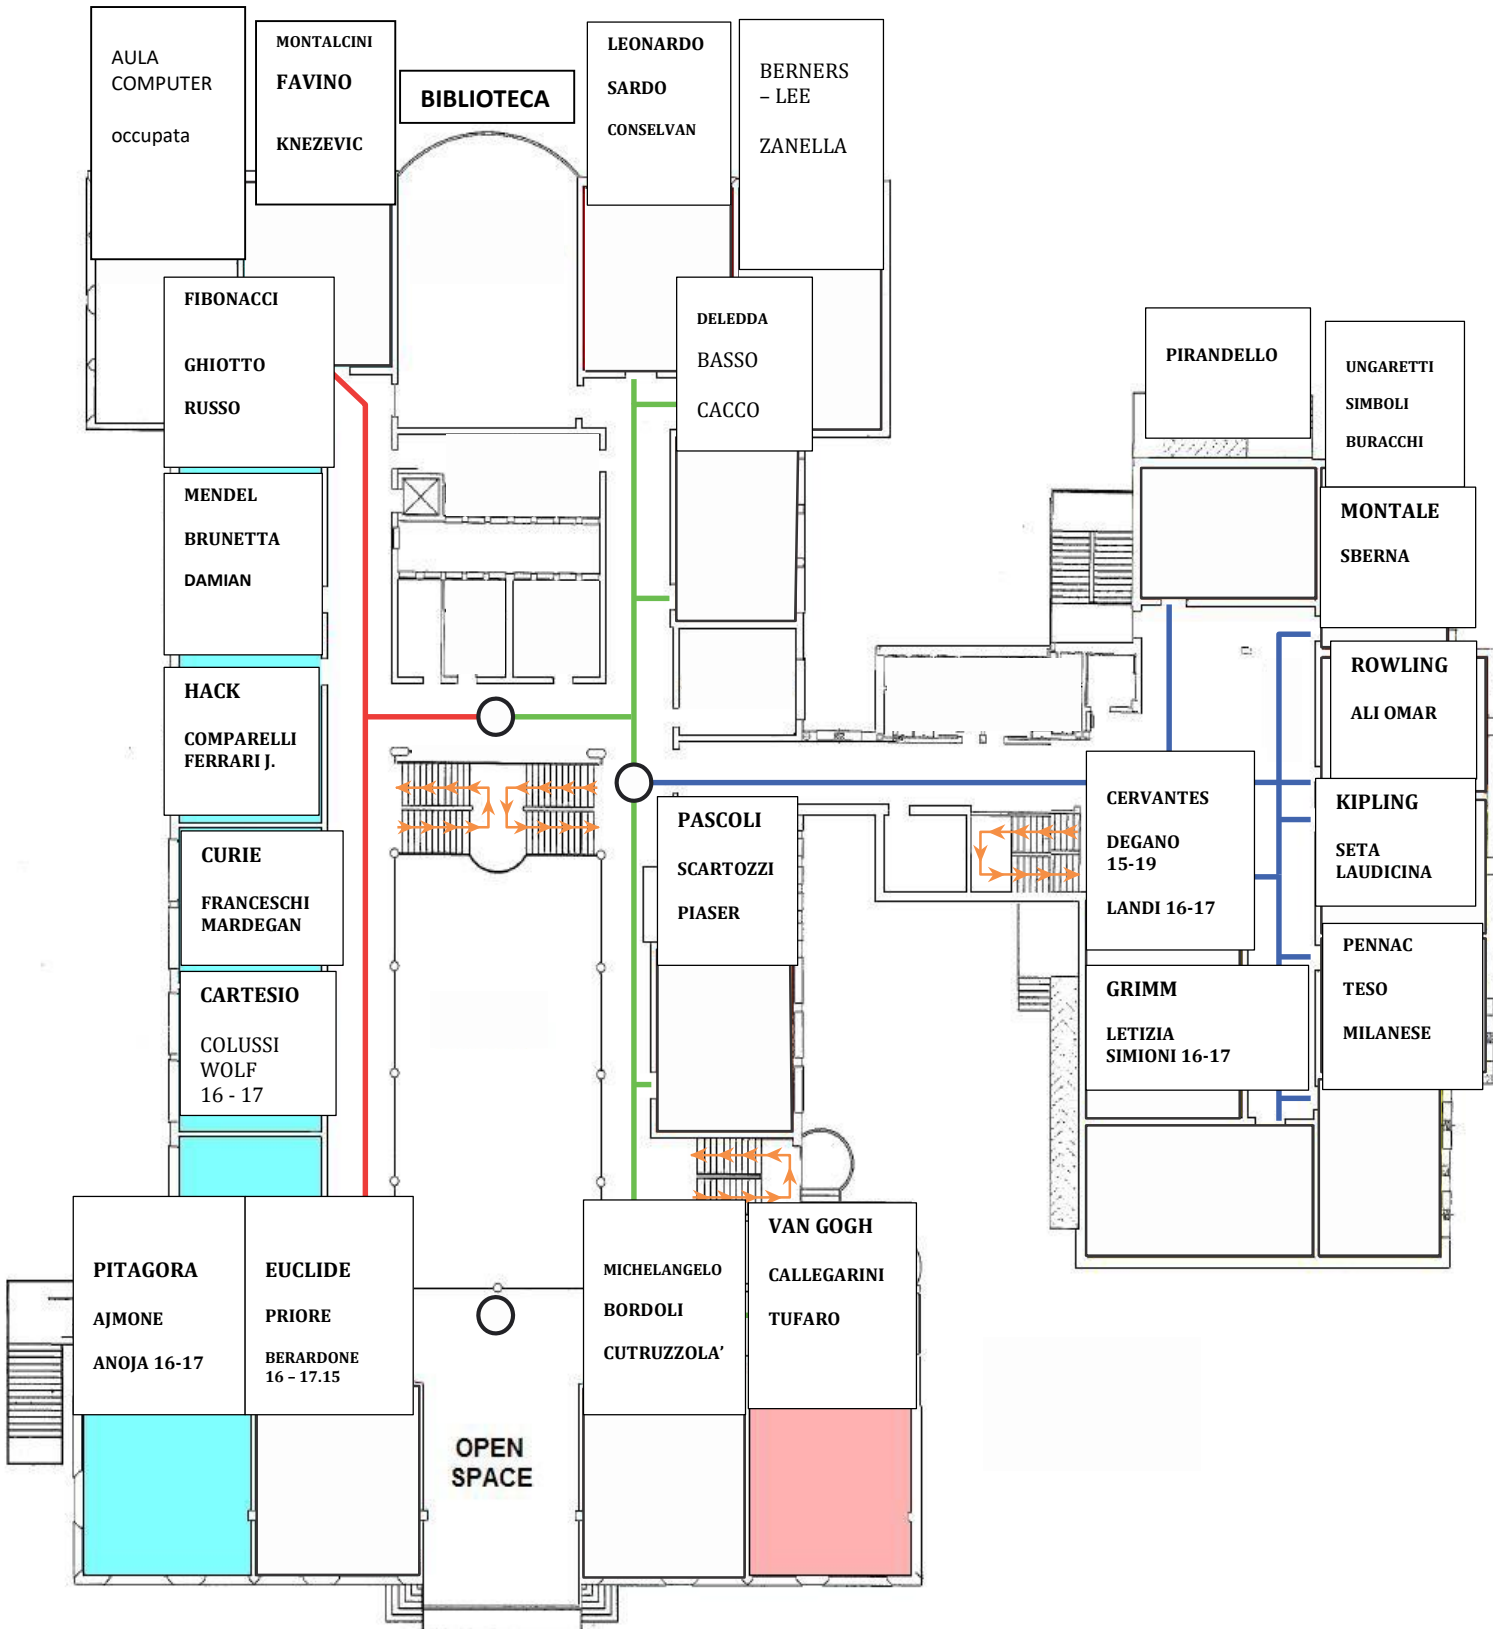 AULA
COMPUTER
occupata
MONTALCINI
FAVINO
KNEZEVIC
BIBLIOTECA
LEONARDO
SARDO
CONSELVAN
BERNERS
– LEE
ZANELLA
FIBONACCI
GHIOTTO
RUSSO
DELEDDA
BASSO
CACCO
PIRANDELLO
UNGARETTI
SIMBOLI
BURACCHI
MENDEL
BRUNETTA
DAMIAN
MONTALE
SBERNA
HACK
COMPARELLI
FERRARI J.
ROWLING
ALI OMAR
CURIE
FRANCESCHI
MARDEGAN
PASCOLI
SCARTOZZI
PIASER
CERVANTES
DEGANO
15-19
LANDI 16-17
KIPLING
SETA
LAUDICINA
CARTESIO
COLUSSI
WOLF
16 - 17
GRIMM
LETIZIA
SIMIONI 16-17
PENNAC
TESO
MILANESE
PITAGORA
AJMONE
ANOJA 16-17
EUCLIDE
PRIORE
BERARDONE
16 – 17.15
MICHELANGELO
BORDOLI
CUTRUZZOLA’
VAN GOGH
CALLEGARINI
TUFARO
OPEN
SPACE